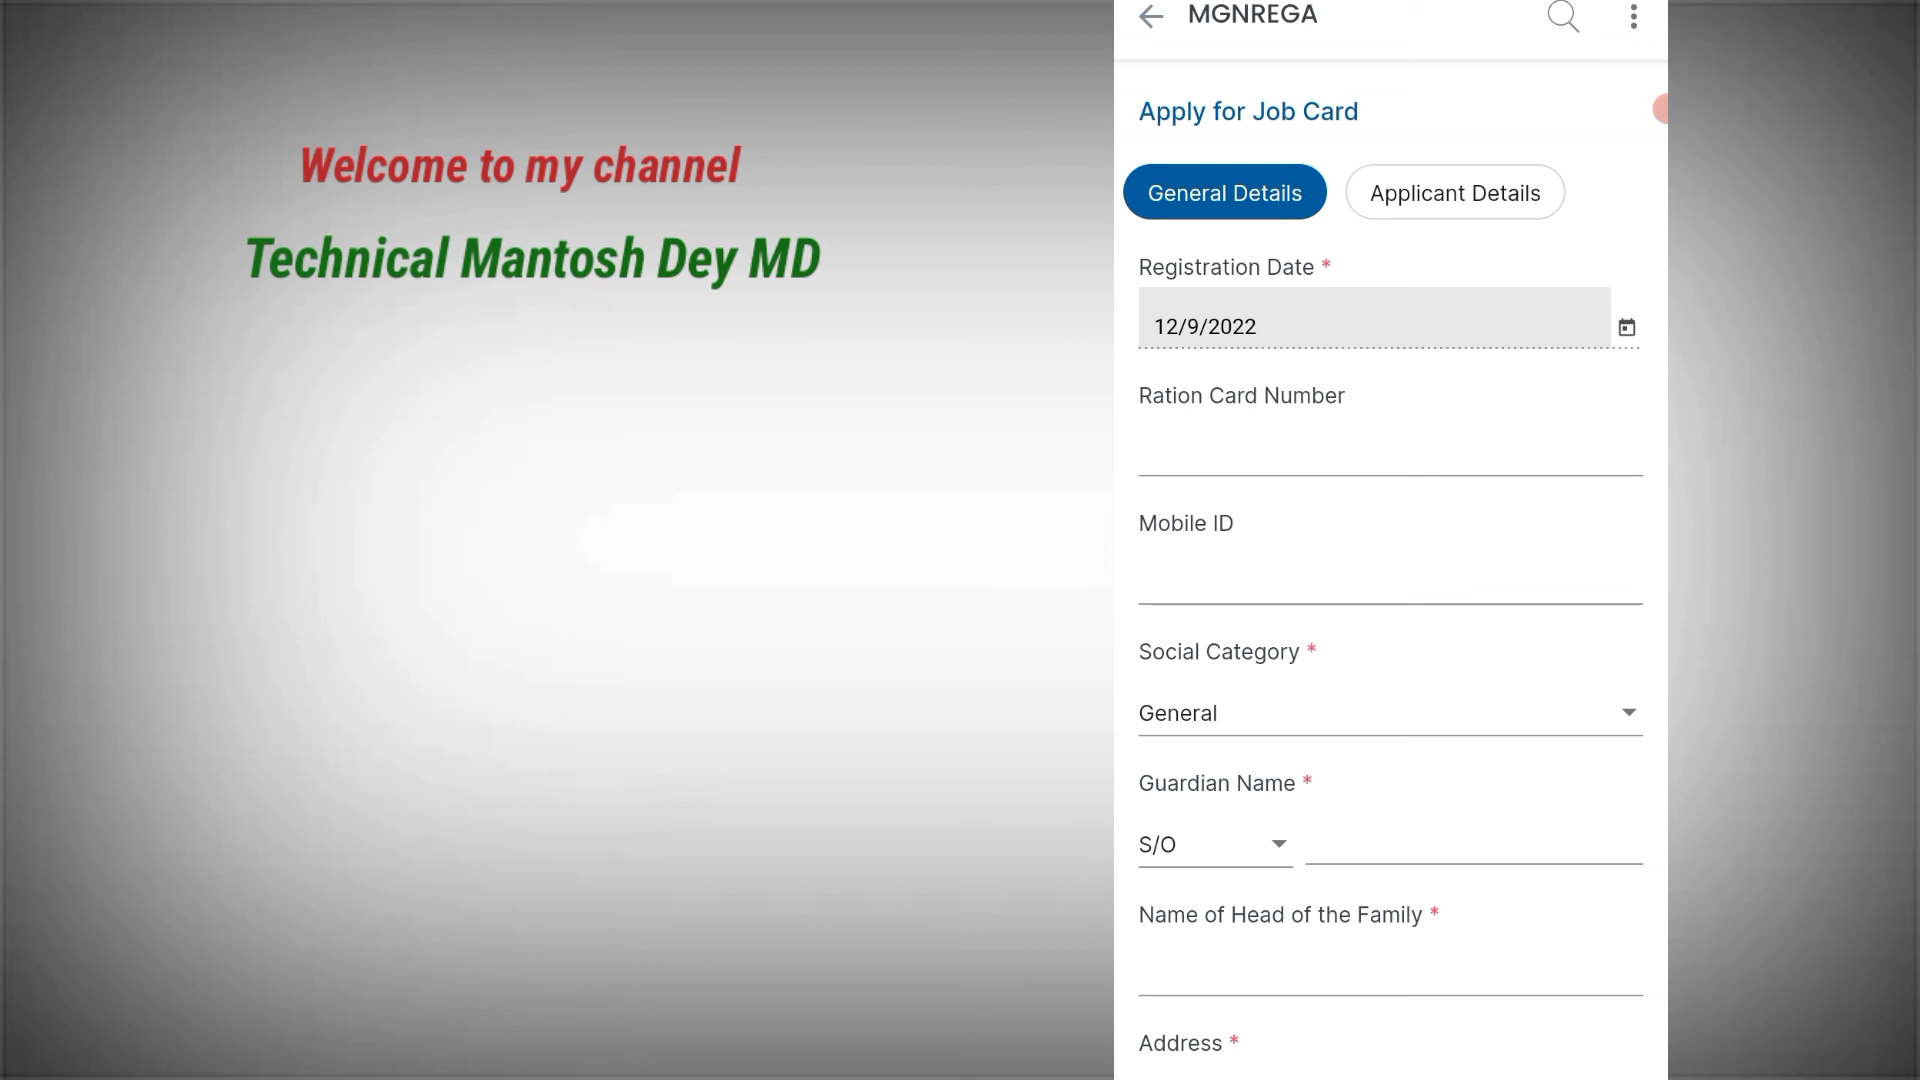 Welcome to my channel
Technical Mantosh Dey MD
MGNREGA
Apply for Job Card
General Details
Applicant Details
Registration Date *
12/9/2022
Ration Card Number
Mobile ID
Social Category *
General
Guardian Name *
S/O
Name of Head of the Family *
Address *